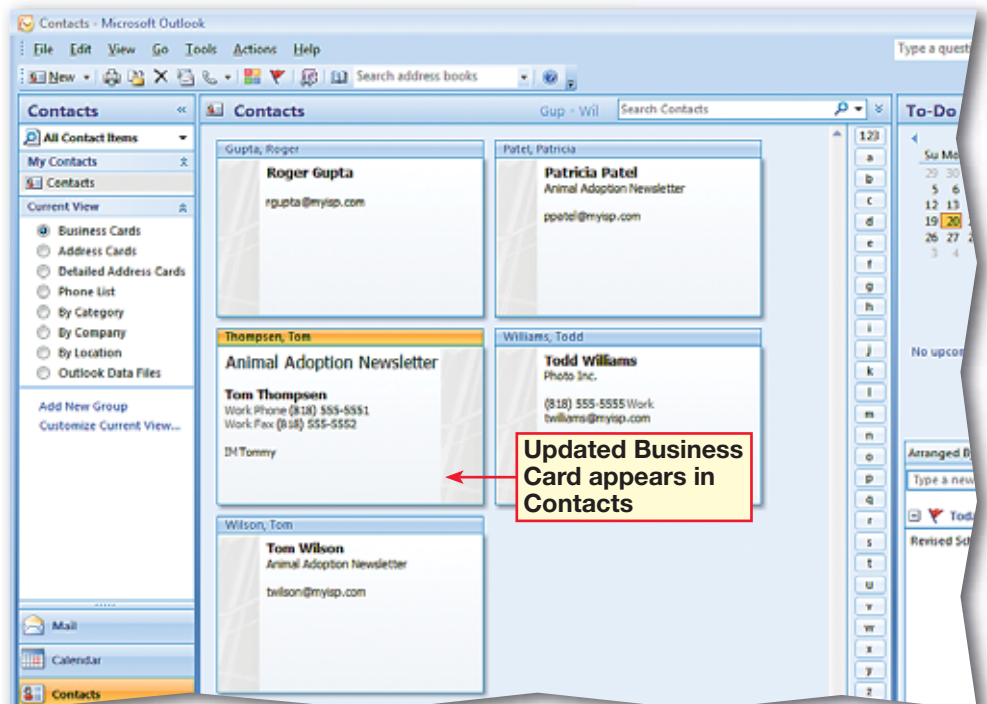 Contacts - Microsoft Outlook
File Edit View Go Tools Actions Help
Type a questi
New
Search address books
Contacts «
All Contact Items
My Contacts
Contacts
Current View
Business Cards
Address Cards
Detailed Address Cards
Phone List
By Category
By Company
By Location
Outlook Data Files
Add New Group
Customize Current View...
Mail
Calendar
Contacts
Contacts Gup - Wil Search Contacts
Gupta, Roger
Roger Gupta
rgupta@myisp.com
Patel, Patricia
Patricia Patel
Animal Adoption Newsletter
ppatel@myisp.com
Thompsen, Tom
Animal Adoption Newsletter
Tom Thompsen
Work Phone (818) 555-5551
Work Fax (818) 555-5552
IM Tommy
Williams, Todd
Todd Williams
Photo Inc.
(818) 555-5555 Work
twilliams@myisp.com
Updated Business
Card appears in
Contacts
Wilson, Tom
Tom Wilson
Animal Adoption Newsletter
twilson@myisp.com
123
a
b
c
d
e
f
g
h
i
j
k
l
m
n
o
p
q
r
s
t
u
v
w
x
y
z
To-Do
Su Mo
29 30
5 6
12 13
19 20
26 27
3 4
No upcom
Arranged B
Type a new
Toda
Revised Sch